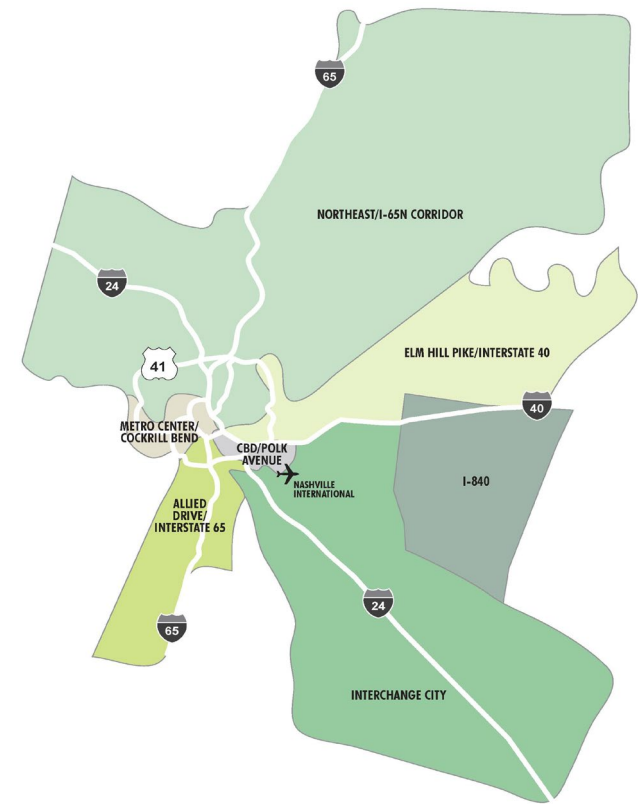 65
NORTHEAST/I-65N CORRIDOR
24
41
ELM HILL PIKE/INTERSTATE 40
40
METRO CENTER/
COCKRILL BEND
CBD/POLK
AVENUE
NASHVILLE
INTERNATIONAL
I-840
ALLIED
DRIVE/
INTERSTATE 65
24
65
INTERCHANGE CITY